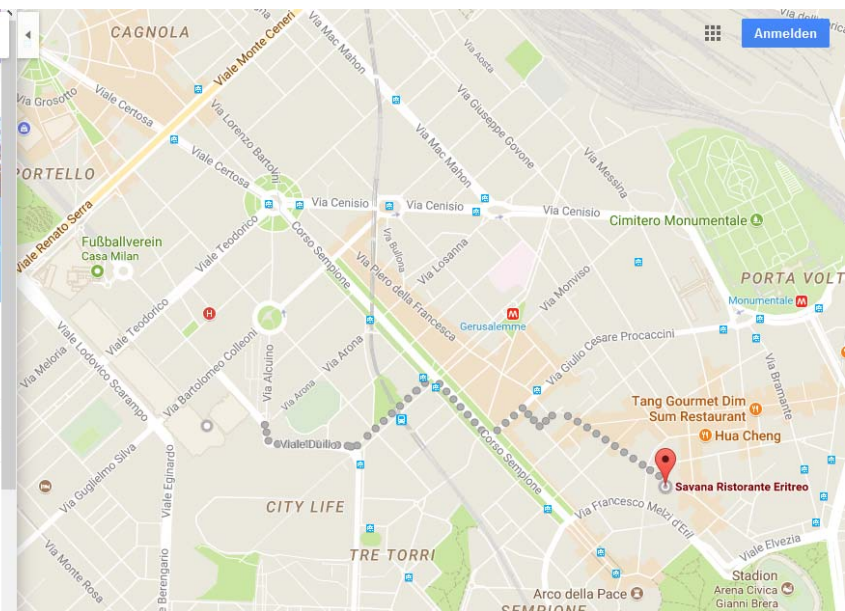 CAGNOLA
Viale Monte Ceneri
Via Mac Mahon
Via Aosta
Anmelden
Via Grosotto
Viale Certosa
Via Lorenzo Bartolini
Via Giuseppe Govone
Via Mac Mahon
Via Messina
PORTELLO
Viale Certosa
Via Cenisio
Via Cenisio
Via Cenisio
Cimitero Monumentale
Viale Renato Serra
Fußballverein
Casa Milan
Viale Teodorico
Corso Sempione
Via Bullona
Via Losanna
Via Piero della Francesca
Via Monviso
PORTA VOLT
Monumentale
Gerusalemme
Viale Teodorico
Via Giulio Cesare Procaccini
Via Meloria
Viale Lodovico Scarampo
Via Bartolomeo Colleoni
Via Alcuino
Via Arona
Via Arona
Via Bramante
Tang Gourmet Dim
Sum Restaurant
Hua Cheng
Viale Duilio
Corso Sempione
Via Guglielmo Silva
Viale Eginardo
Savana Ristorante Eritreo
CITY LIFE
Via Francesco Melzi d'Eril
Viale Elvezia
TRE TORRI
Via Monte Rosa
Viale Berengario
Stadion
Arena Civica
Gianni Brera
Arco della Pace
SEMPIONE